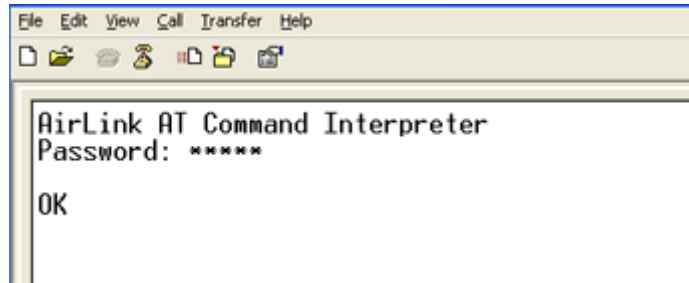 File Edit View Call Transfer Help
AirLink AT Command Interpreter
Password: *****
OK